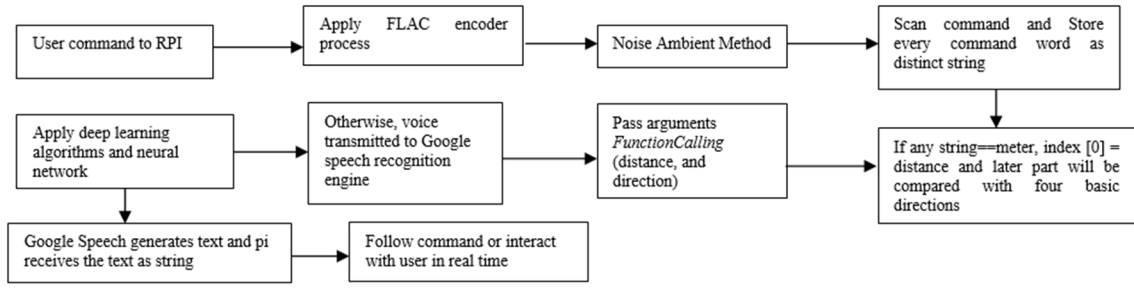 User command to RPI
Apply FLAC encoder
process
Noise Ambient Method
Scan command and Store
every command word as
distinct string
Apply deep learning
algorithms and neural
network
Otherwise, voice
transmitted to Google
speech recognition
engine
Pass arguments
FunctionCalling
(distance, and
direction)
If any string==meter, index [0] =
distance and later part will be
compared with four basic
directions
Google Speech generates text and pi
receives the text as string
Follow command or interact
with user in real time